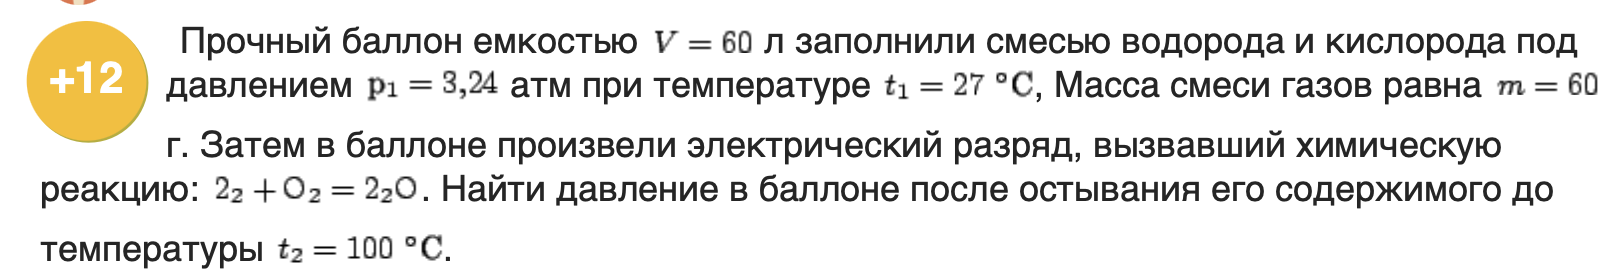 +12
Прочный баллон емкостью V = 60 л заполнили смесью водорода и кислорода под
давлением p₁ = 3,24 атм при температуре t₁ = 27 °C, Масса смеси газов равна m = 60
г. Затем в баллоне произвели электрический разряд, вызвавший химическую
реакцию: 2₂ + O₂ = 2₂O. Найти давление в баллоне после остывания его содержимого до
температуры t₂ = 100 °C.